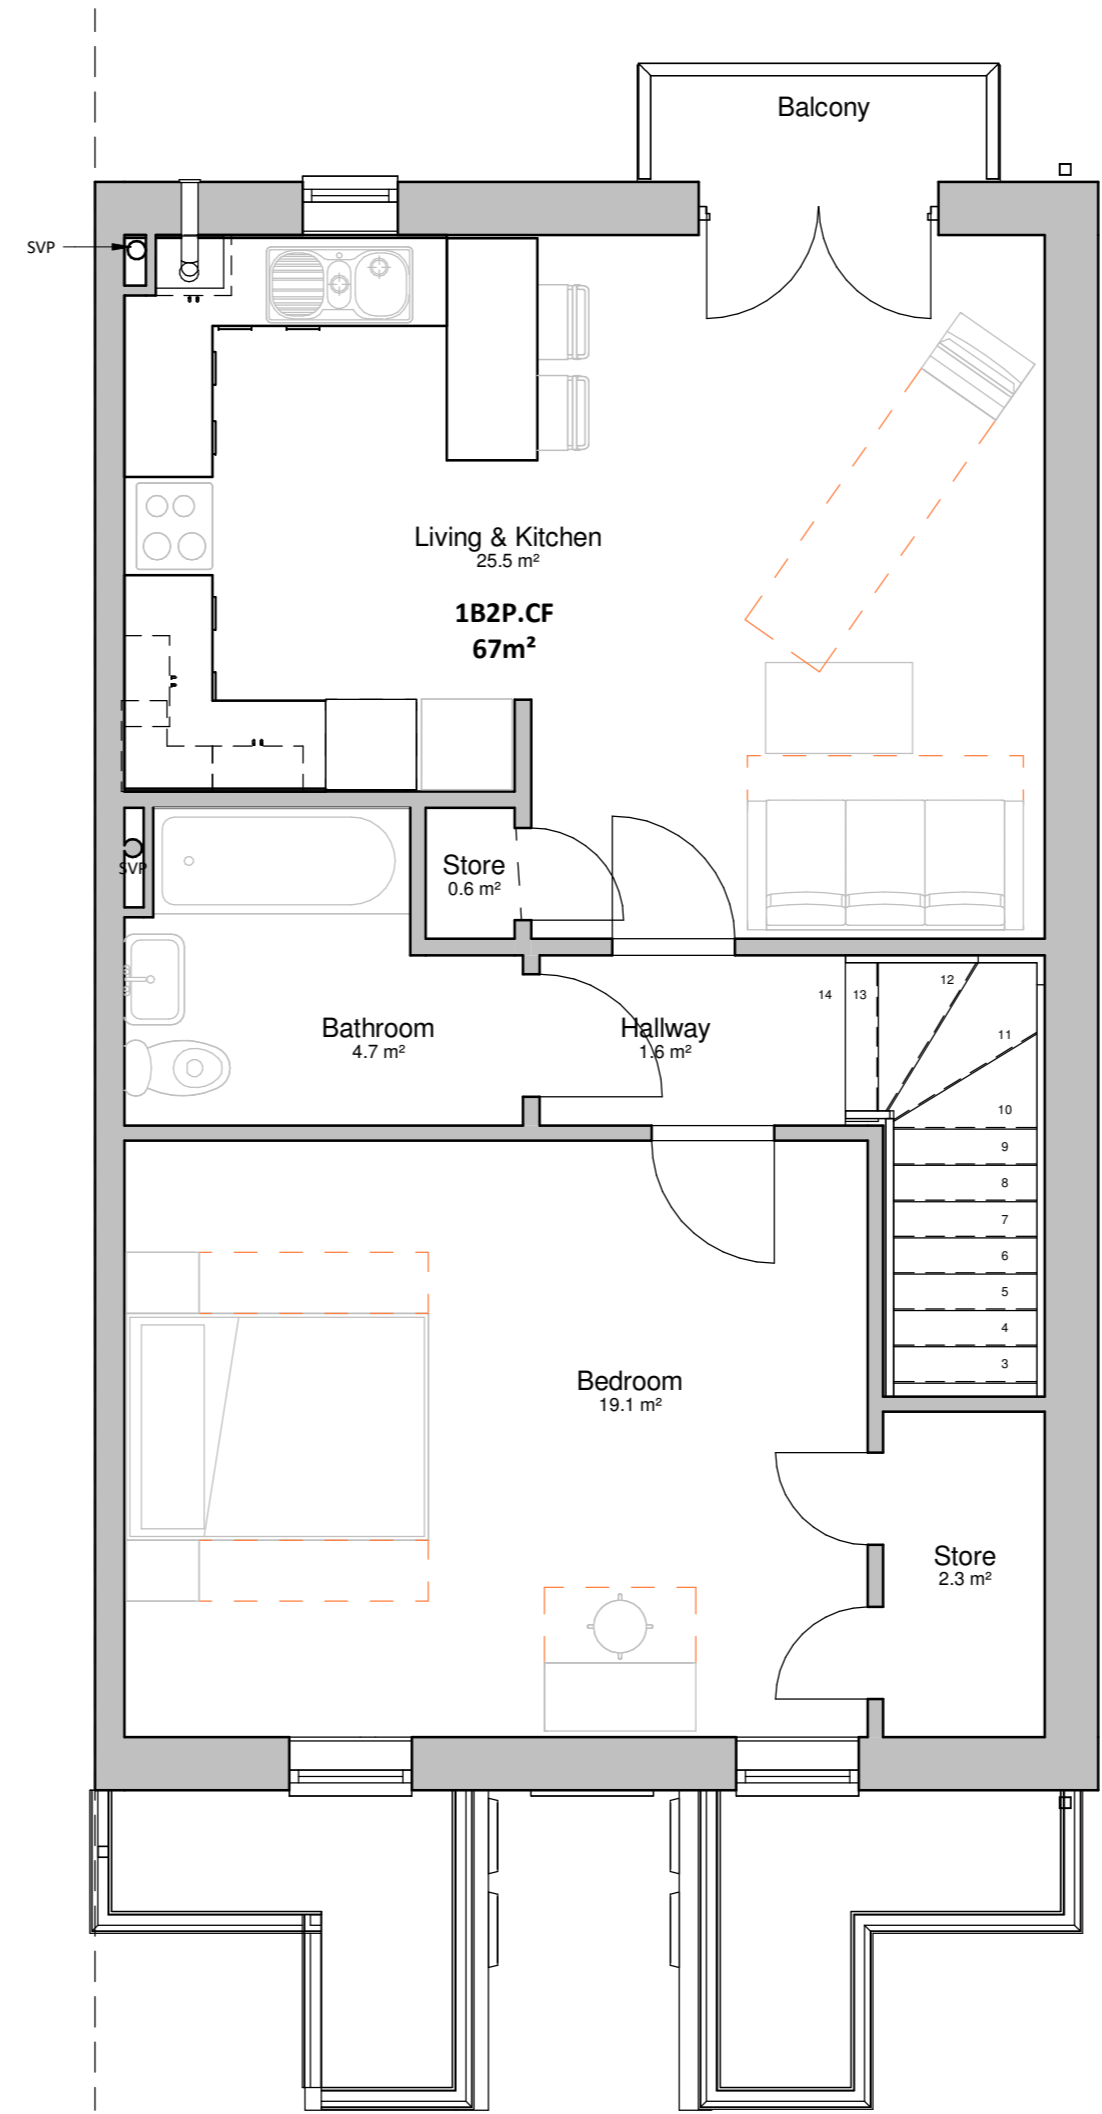 Balcony
SVP
Living & Kitchen
25.5 m²
1B2P.CF
67m²
Store
0.6 m²
SVP
Bathroom
4.7 m²
Hallway
1.6 m²
14
13
12
11
10
9
8
7
6
5
4
3
Bedroom
19.1 m²
Store
2.3 m²